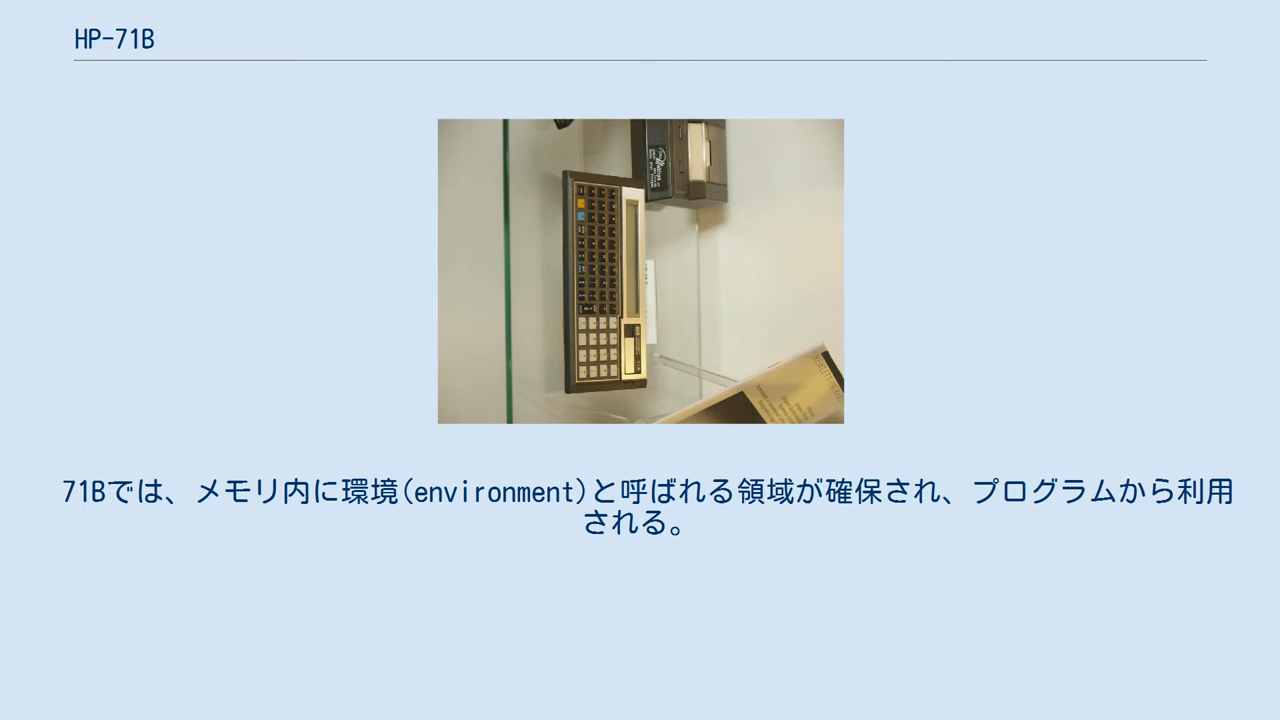 HP-71B
71Bでは、メモリ内に環境(environment)と呼ばれる領域が確保され、プログラムから利用
される。